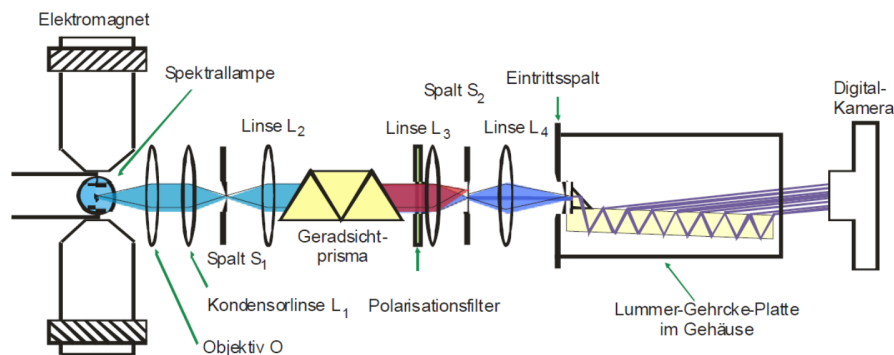 Elektromagnet
Spektrallampe
Linse L2
Linse L3
Spalt S2
Linse L4
Eintrittsspalt
Digital-
Kamera
Geradsicht-
prisma
Spalt S1
Kondensorlinse L1
Objektiv O
Polarisationsfilter
Lummer-Gehrcke-Platte
im Gehäuse